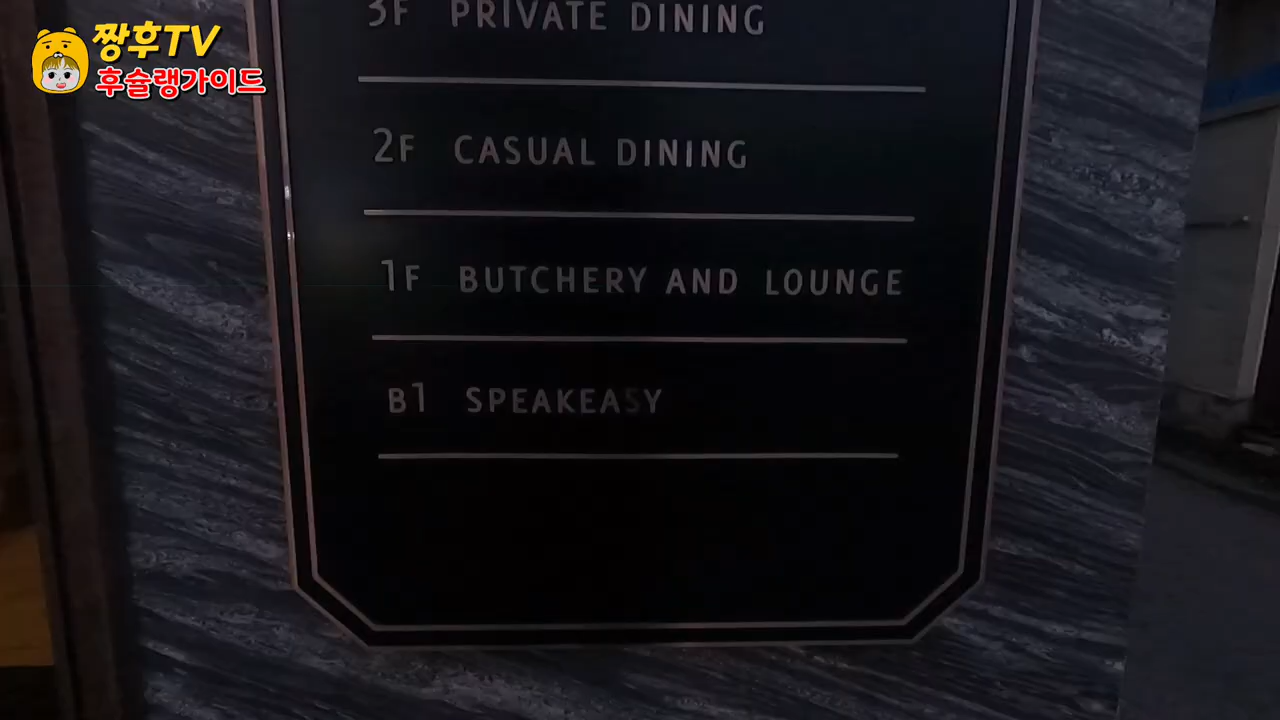 짱후TV
후슐랭가이드
3F PRIVATE DINING
2F CASUAL DINING
1F BUTCHERY AND LOUNGE
B1 SPEAKEASY